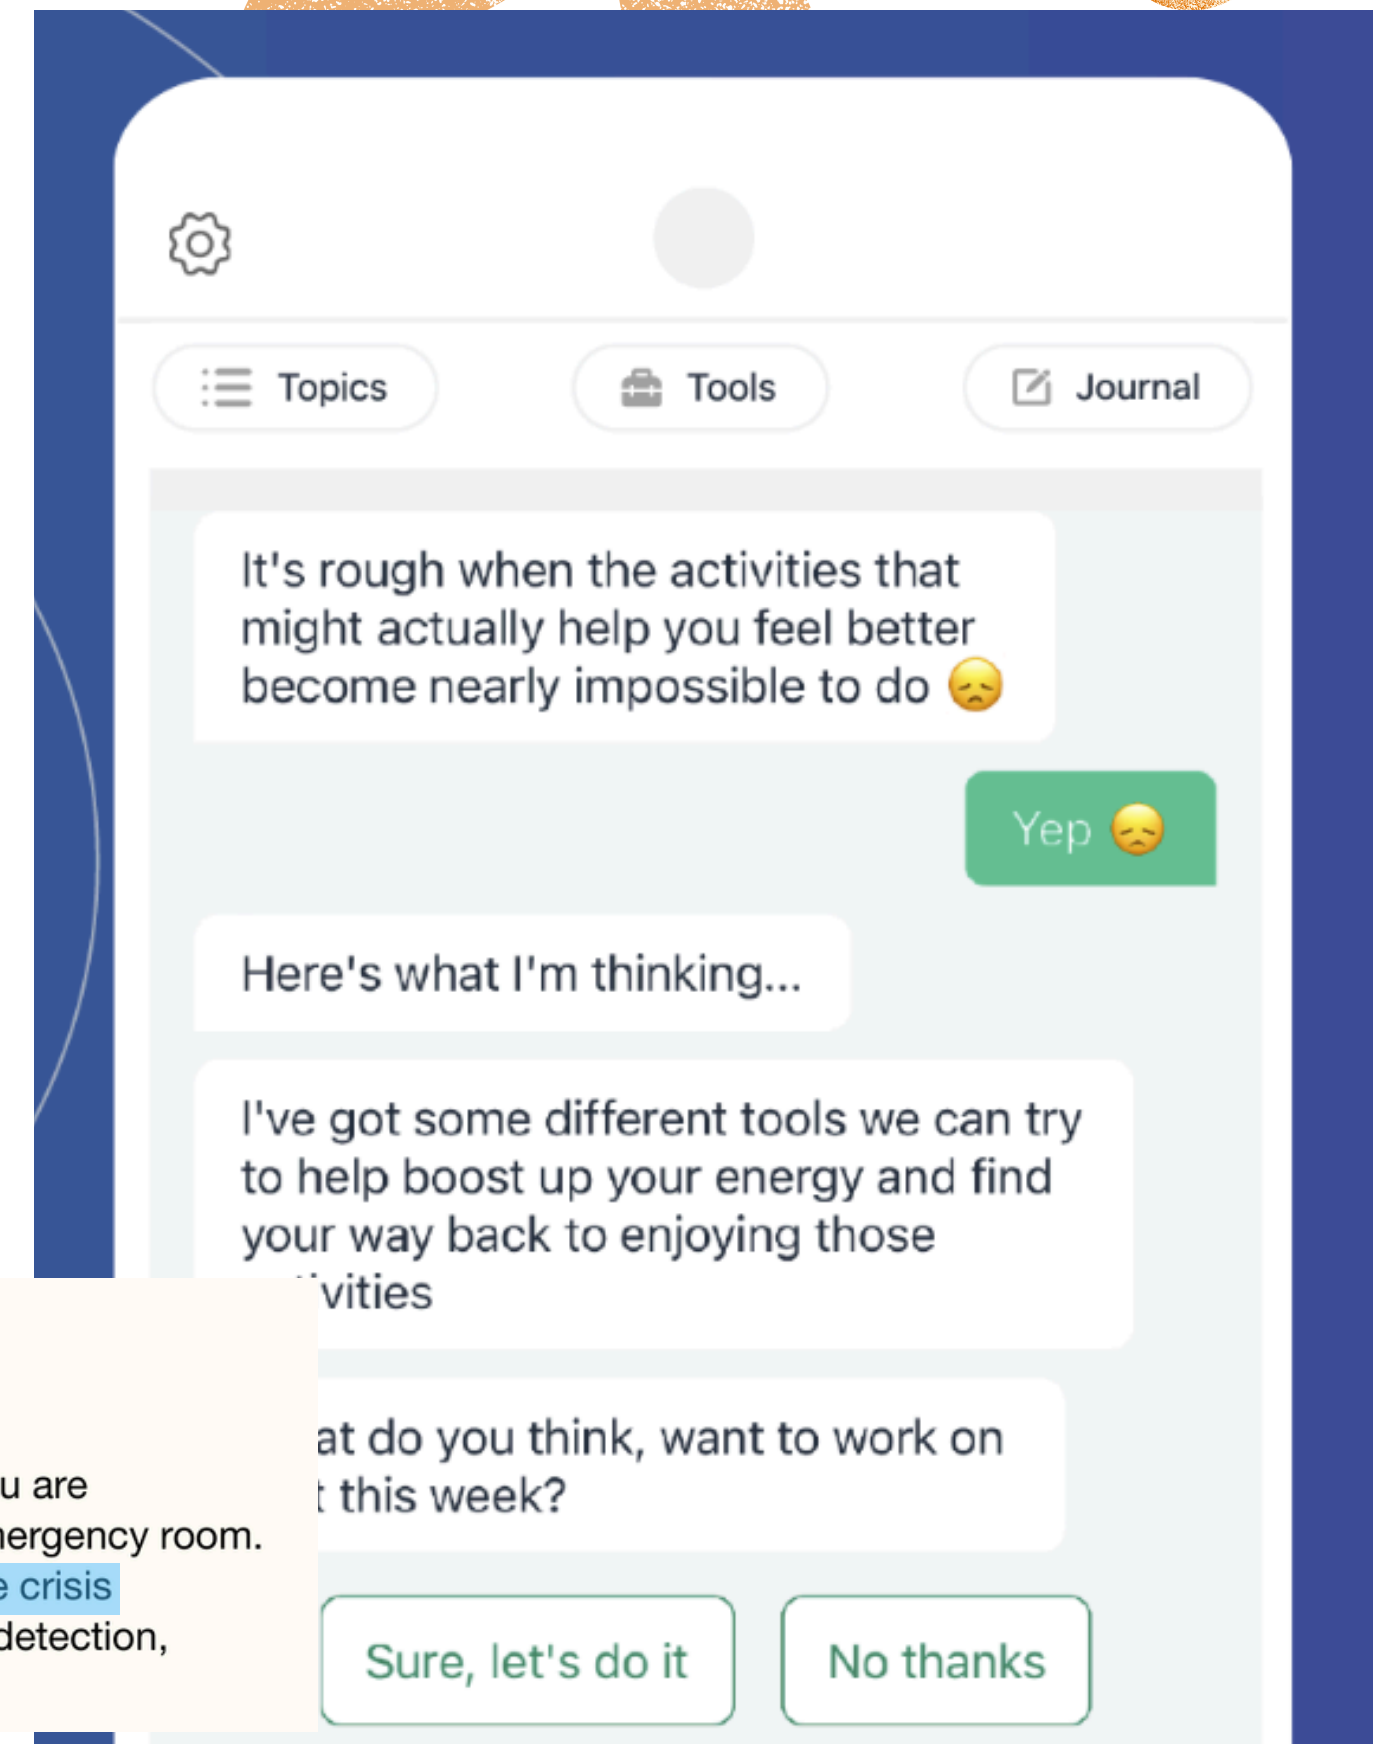 Topics
Tools
Journal
It's rough when the activities that
might actually help you feel better
become nearly impossible to do 😞
Yep 😞
Here's what I'm thinking...
I've got some different tools we can try
to help boost up your energy and find
your way back to enjoying those
do you think, want to work on
this week?
Sure, let's do it
No thanks
are
room.
crisis
detection,